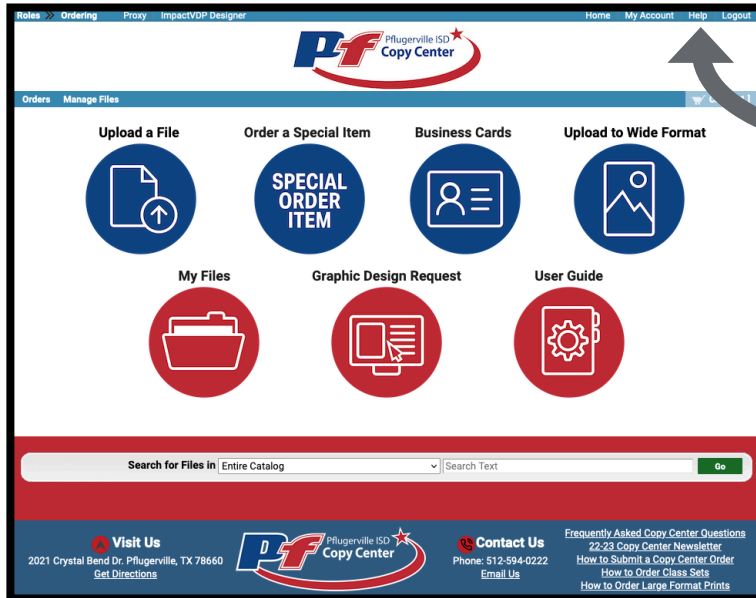 Roles Ordering Proxy ImpactVDP Designer Home My Account Help Logout
pf Pflugerville ISD
Copy Center
Orders Manage Files
Upload a File Order a Special Item Business Cards Upload to Wide Format
SPECIAL
ORDER
ITEM
My Files Graphic Design Request User Guide
Search for Files in Entire Catalog Search Text Go
Visit Us
2021 Crystal Bend Dr. Pflugerville, TX 78660
Get Directions
pf Pflugerville ISD
Copy Center
Contact Us
Phone: 512-594-0222
Email Us
Frequently Asked Copy Center Questions
22-23 Copy Center Newsletter
How to Submit a Copy Center Order
How to Order Class Sets
How to Order Large Format Prints